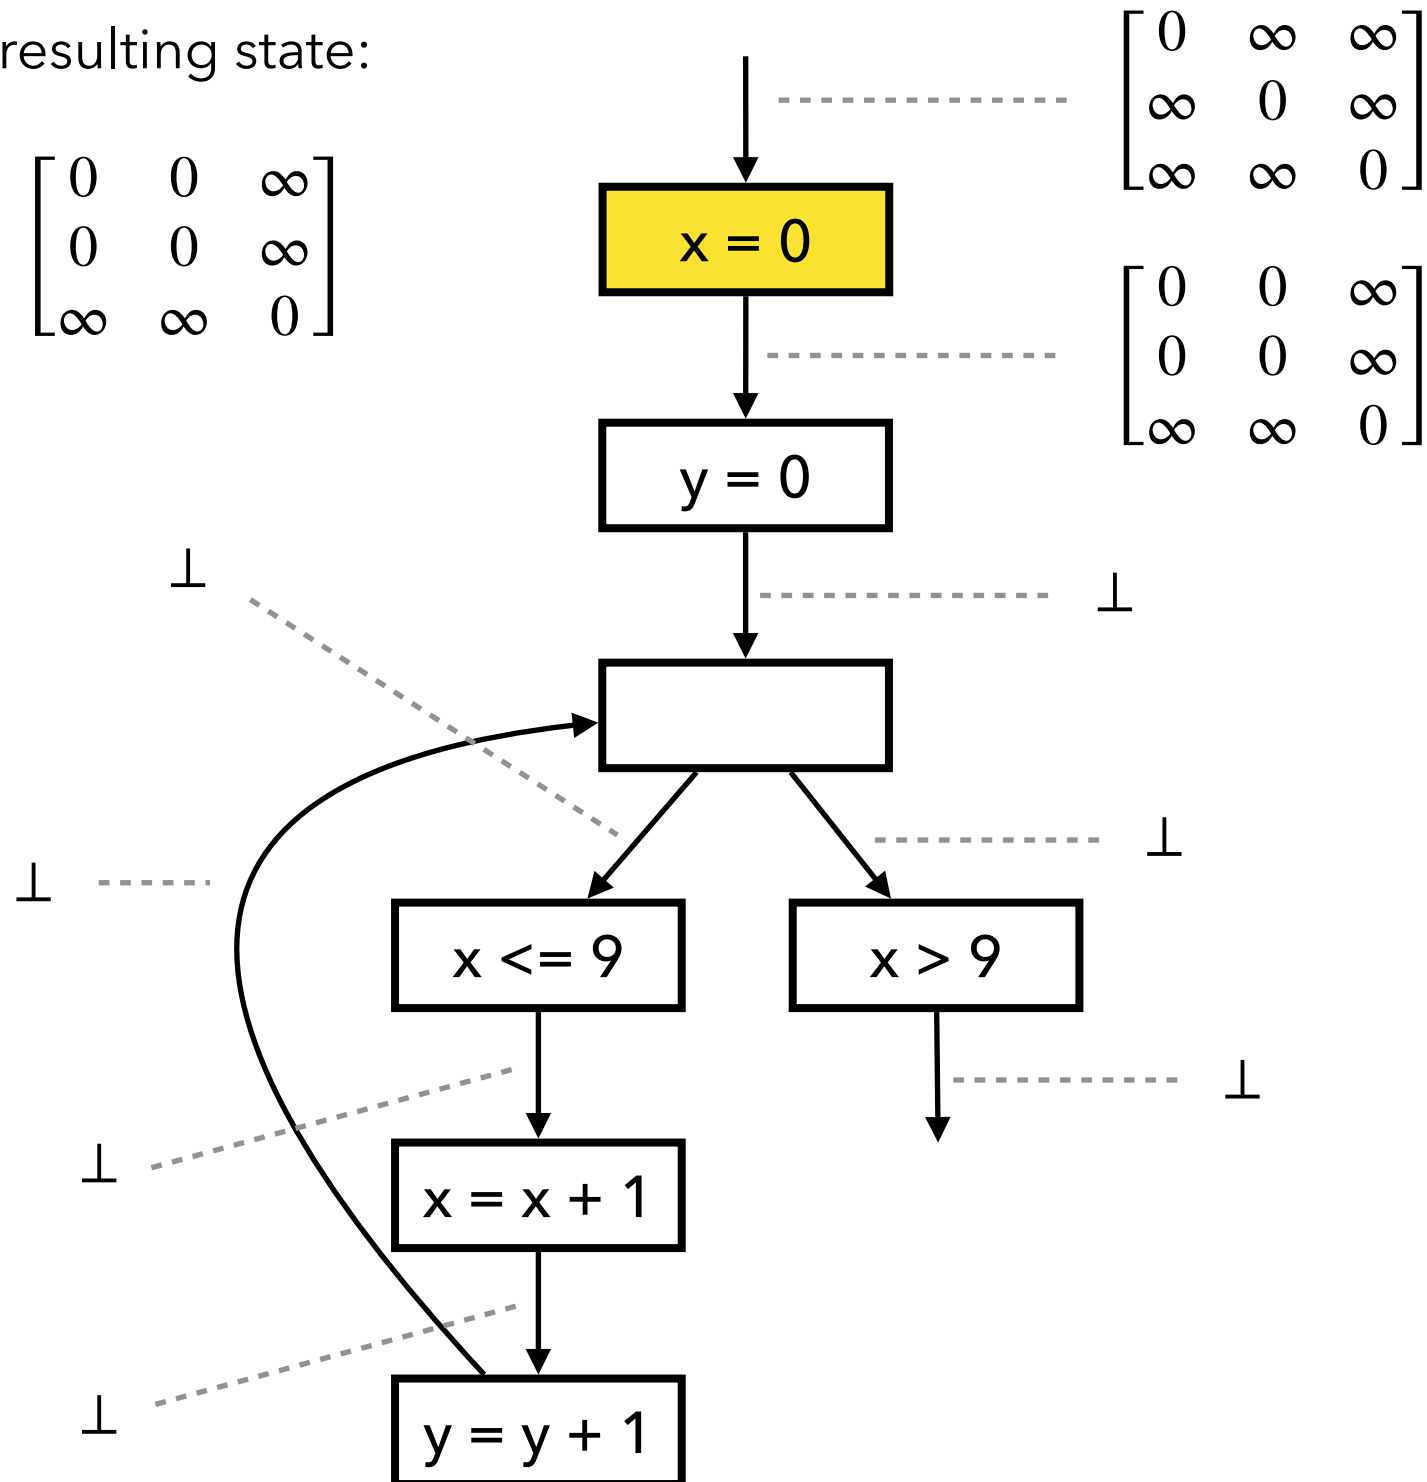 resulting state:
0 ∞ ∞
∞ 0 ∞
∞ ∞ 0
0 0 ∞
0 0 ∞
∞ ∞ 0
x = 0
0 0 ∞
0 0 ∞
∞ ∞ 0
y = 0
⊥
⊥
⊥
⊥
x <= 9
x > 9
⊥
⊥
x = x + 1
⊥
y = y + 1